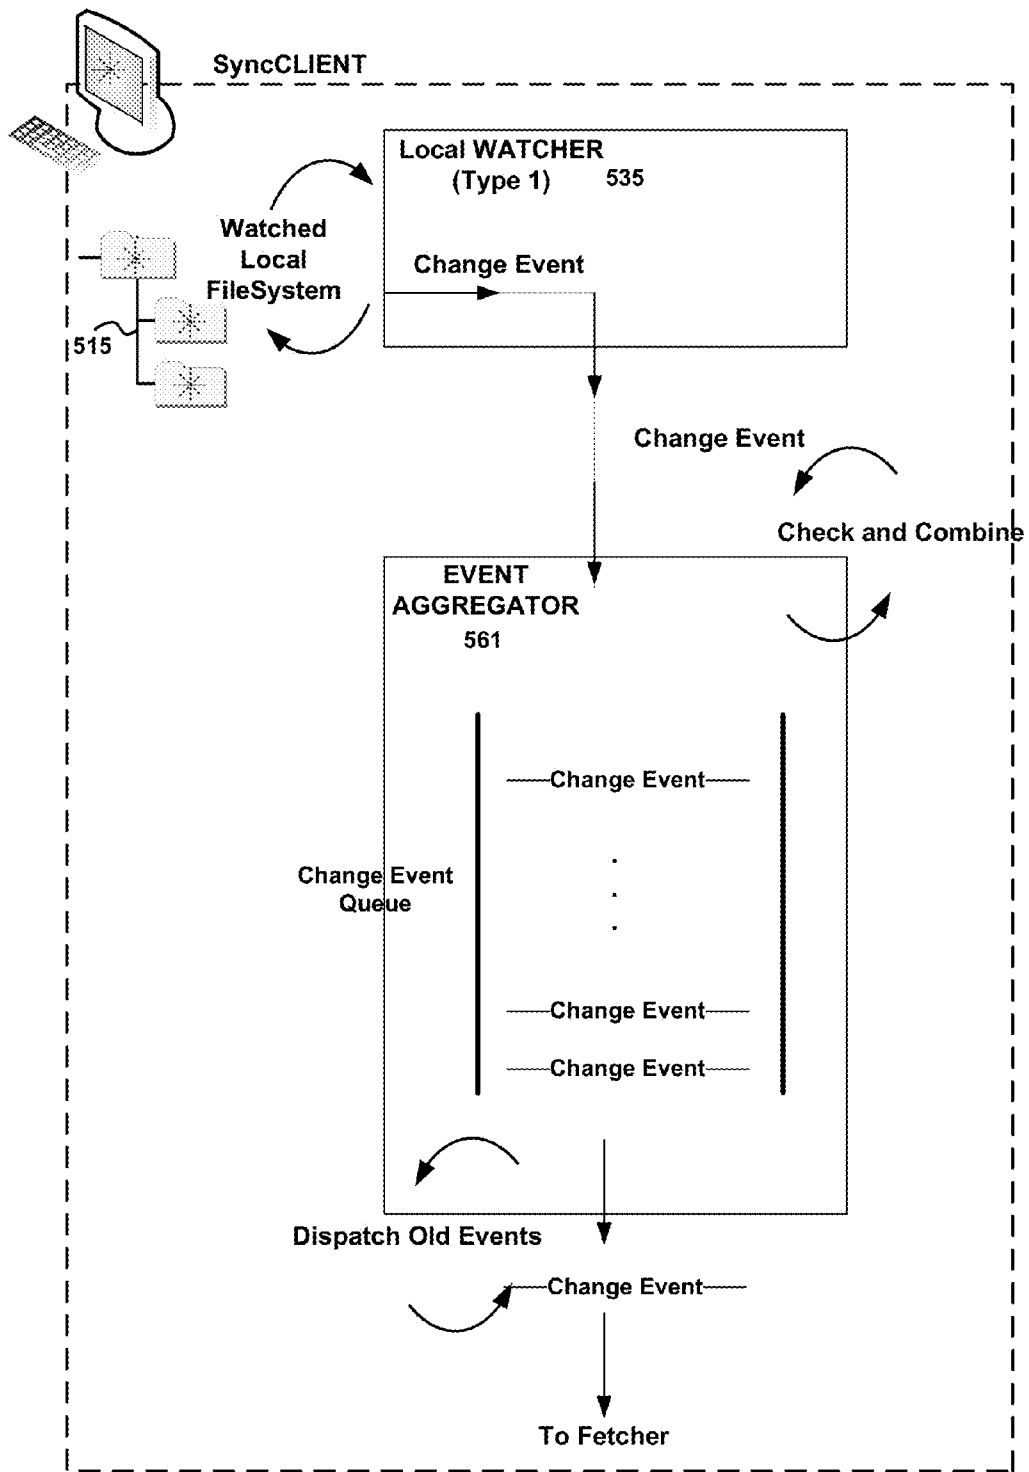 SyncCLIENT
Local WATCHER
(Type 1) 535
Watched
Local
FileSystem
Change Event
515
Change Event
Check and Combine
EVENT
AGGREGATOR
561
Change Event
Change Event
Queue
Change Event
Change Event
Dispatch Old Events
Change Event
To Fetcher